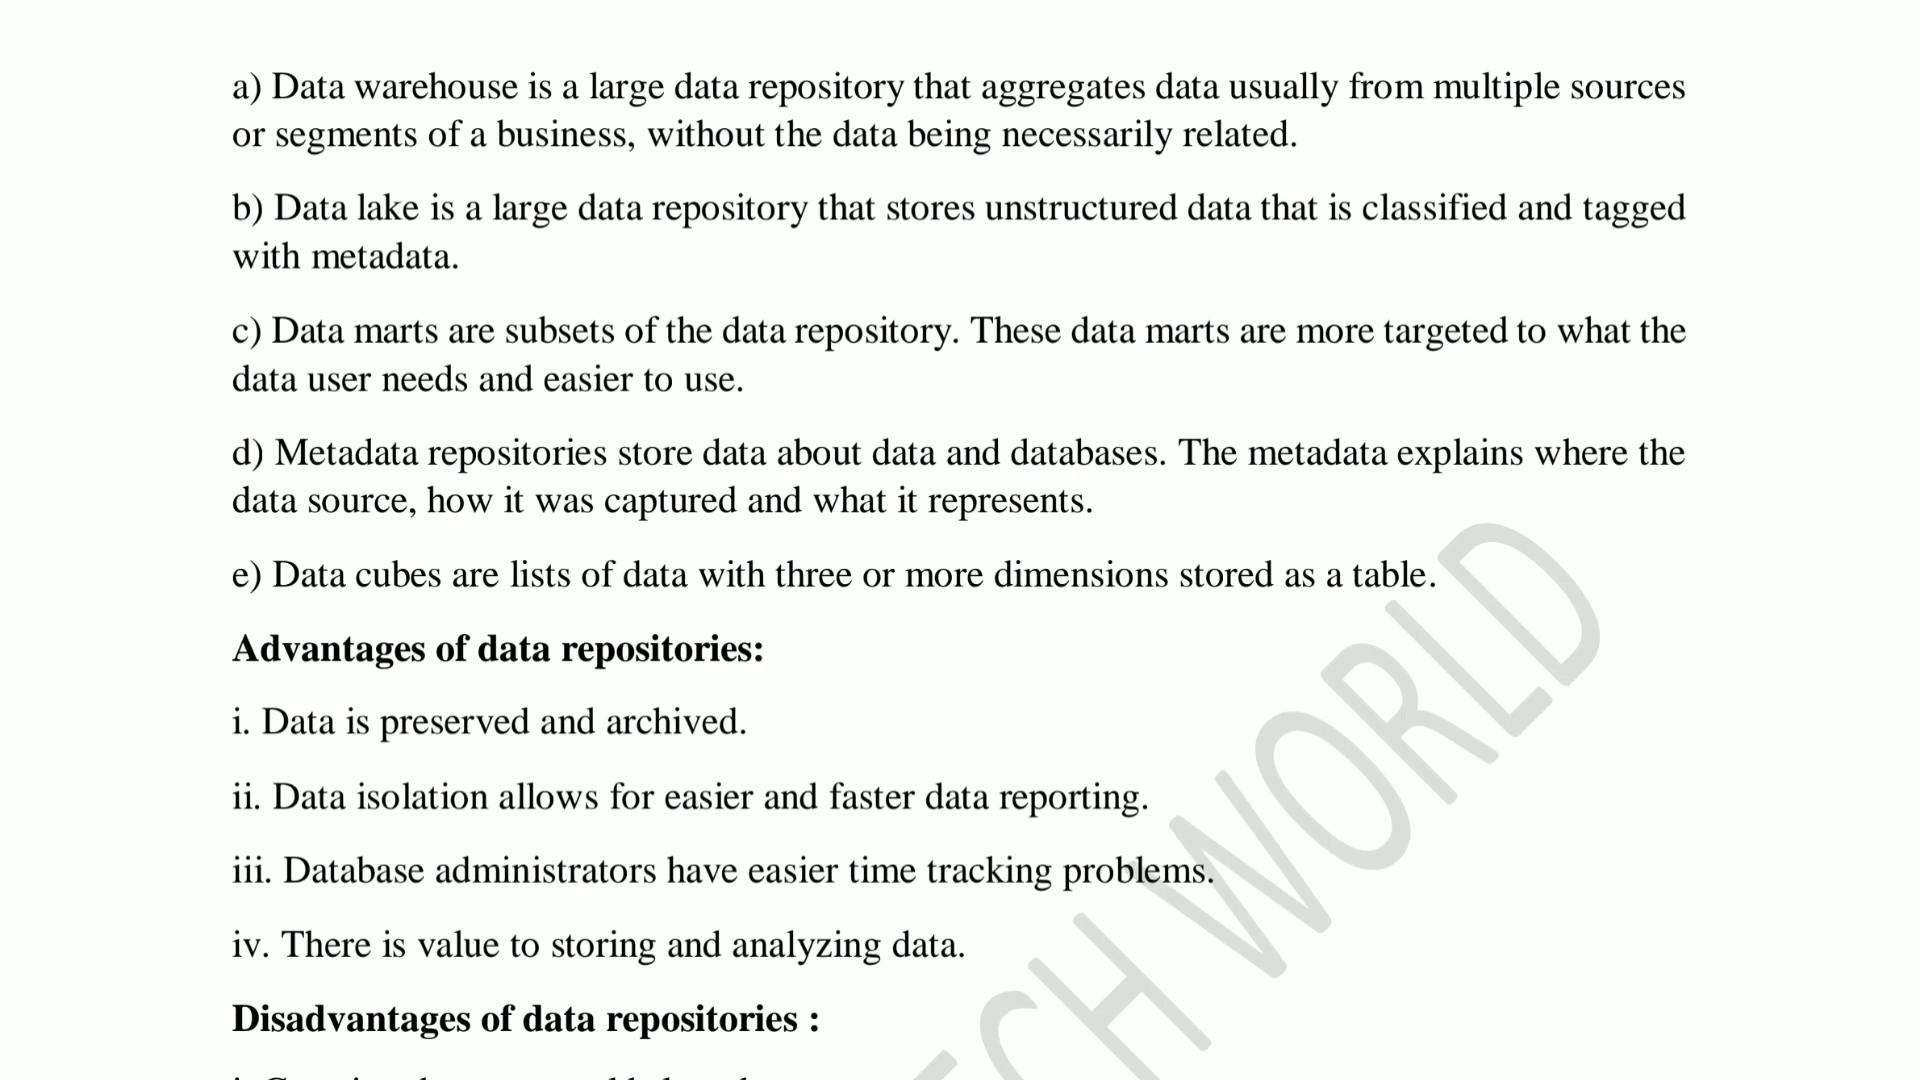 a) Data warehouse is a large data repository that aggregates data usually from multiple sources
or segments of a business, without the data being necessarily related.
b) Data lake is a large data repository that stores unstructured data that is classified and tagged
with metadata.
c) Data marts are subsets of the data repository. These data marts are more targeted to what the
data user needs and easier to use.
d) Metadata repositories store data about data and databases. The metadata explains where the
data source, how it was captured and what it represents.
e) Data cubes are lists of data with three or more dimensions stored as a table.
Advantages of data repositories:
i. Data is preserved and archived.
ii. Data isolation allows for easier and faster data reporting.
iii. Database administrators have easier time tracking problems.
iv. There is value to storing and analyzing data.
Disadvantages of data repositories :
WORLD